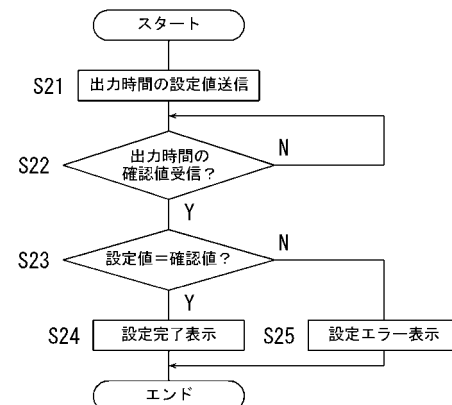 スタート
S21 出力時間の設定値送信
S22 出力時間の
確認値受信？ N
Y
S23 設定値＝確認値？ N
Y
S24 設定完了表示 S25 設定エラー表示
エンド